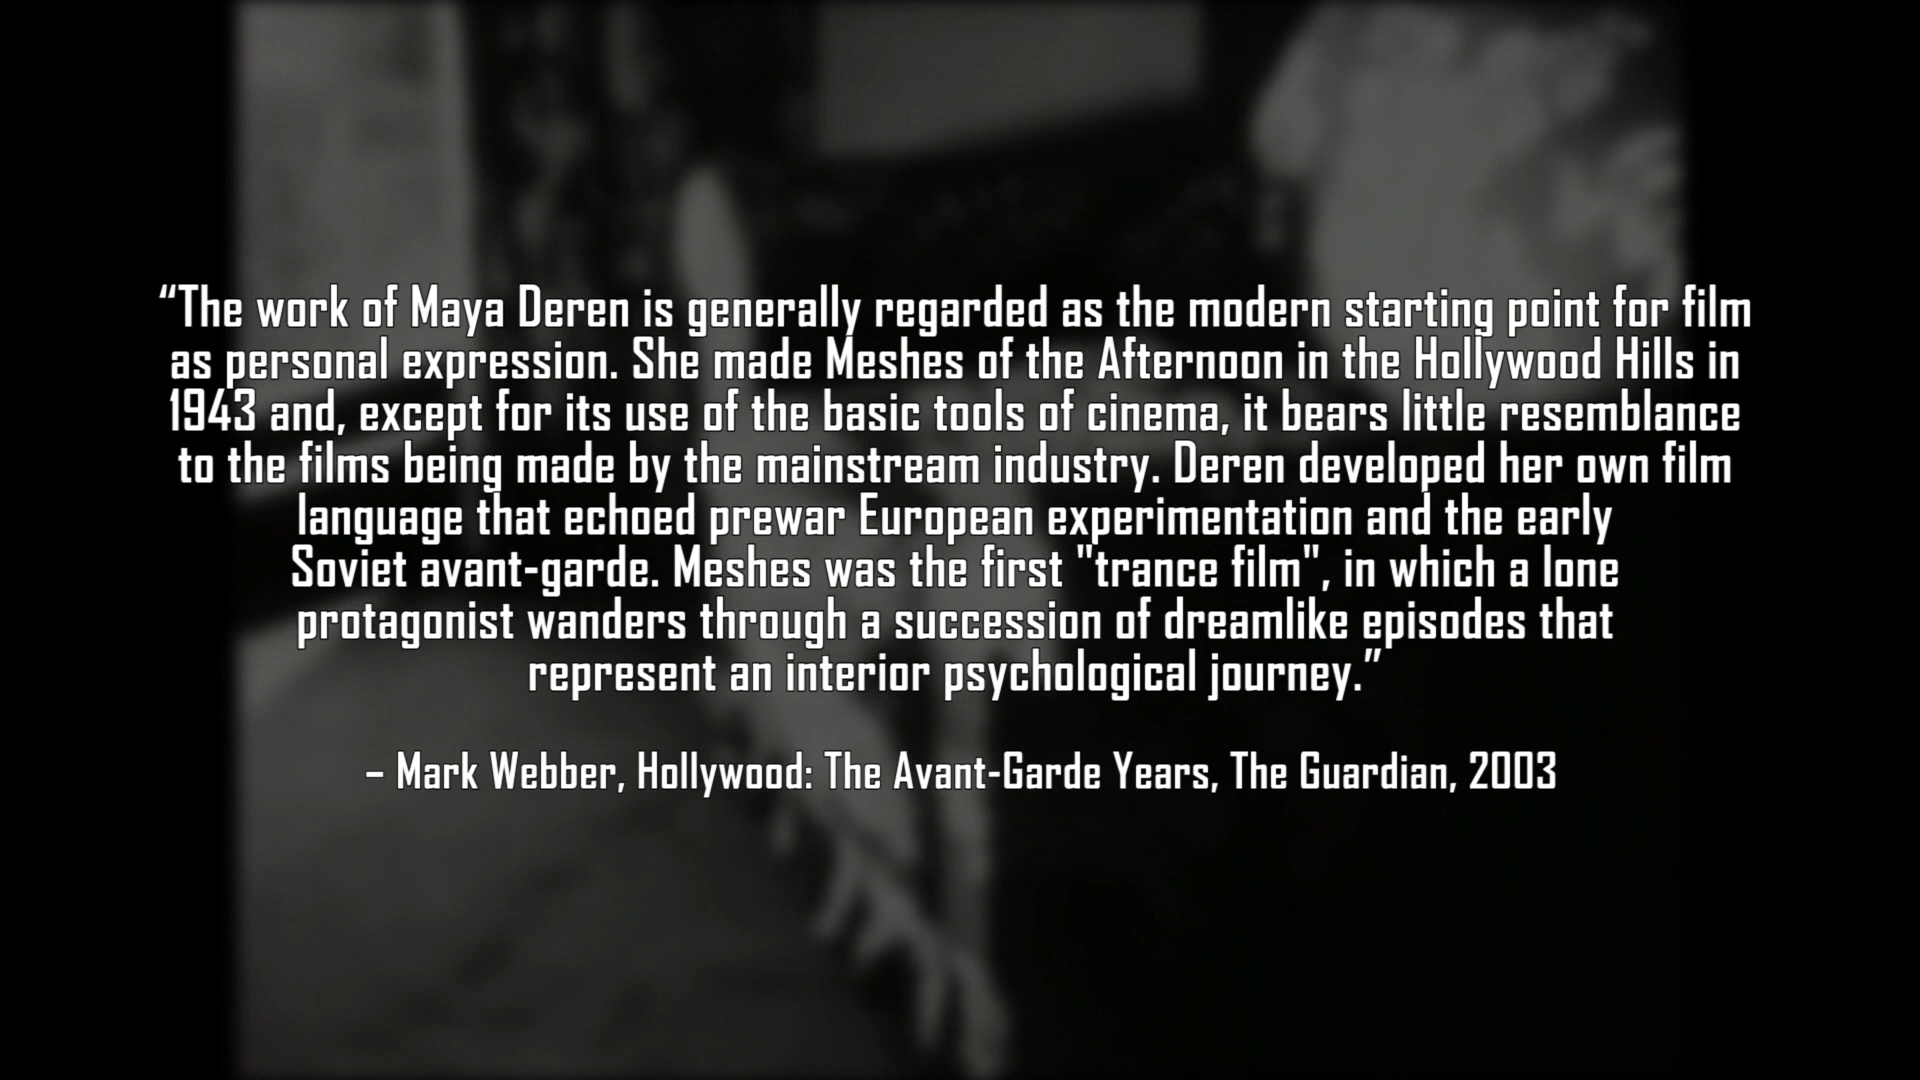 “The work of Maya Deren is generally regarded as the modern starting point for film
as personal expression. She made Meshes of the Afternoon in the Hollywood Hills in
1943 and, except for its use of the basic tools of cinema, it bears little resemblance
to the films being made by the mainstream industry. Deren developed her own film
language that echoed prewar European experimentation and the early
Soviet avant-garde. Meshes was the first "trance film", in which a lone
protagonist wanders through a succession of dreamlike episodes that
represent an interior psychological journey.”
– Mark Webber, Hollywood: The Avant-Garde Years, The Guardian, 2003